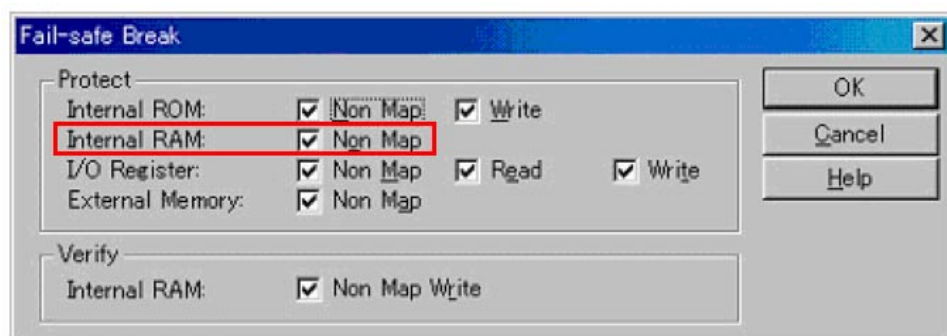 Fail-safe Break
Protect
Internal ROM: Non Map Write
Internal RAM: Non Map
I/O Register: Non Map Read Write
External Memory: Non Map
Verify
Internal RAM: Non Map Write
OK
Cancel
Help